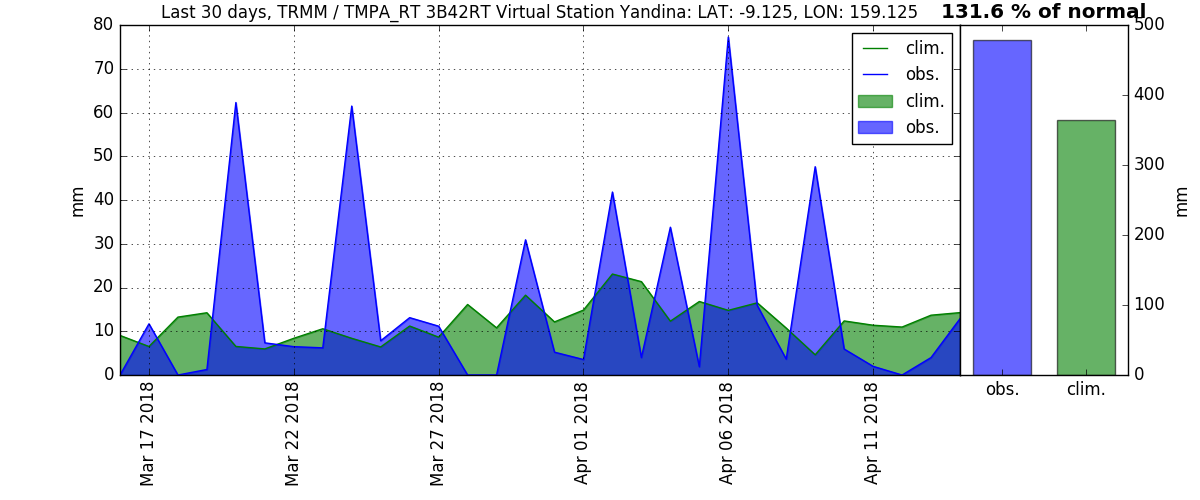 Last 30 days, TRMM / TMPA_RT 3B42RT Virtual Station Yandina: LAT: -9.125, LON: 159.125
131.6 % of normal
80
70
60
50
40
30
20
10
0
mm
clim.
obs.
clim.
obs.
Mar 17 2018
Mar 22 2018
Mar 27 2018
Apr 01 2018
Apr 06 2018
Apr 11 2018
500
400
300
200
100
0
mm
obs.
clim.